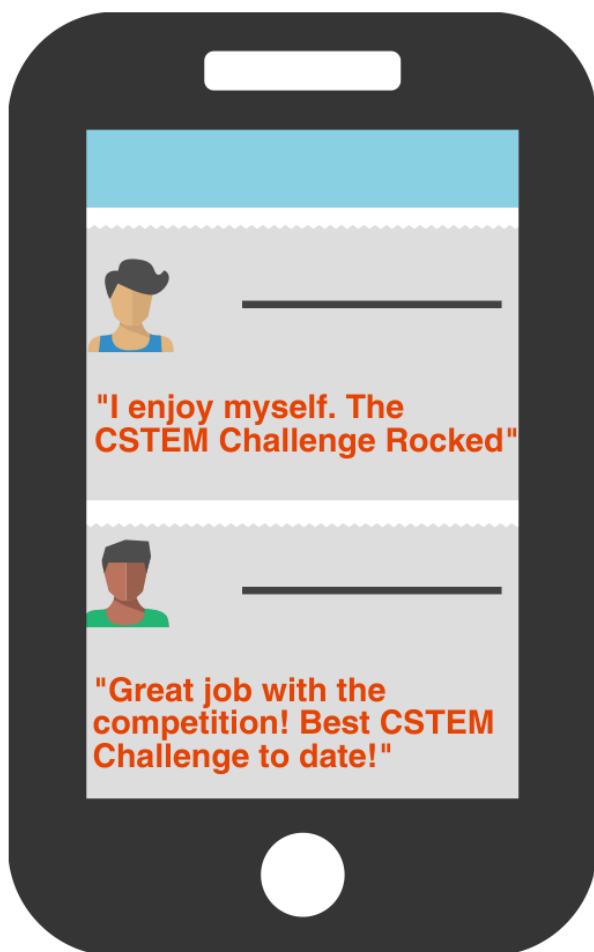 "I enjoy myself. The
CSTEM Challenge Rocked"
"Great job with the
competition! Best CSTEM
Challenge to date!"